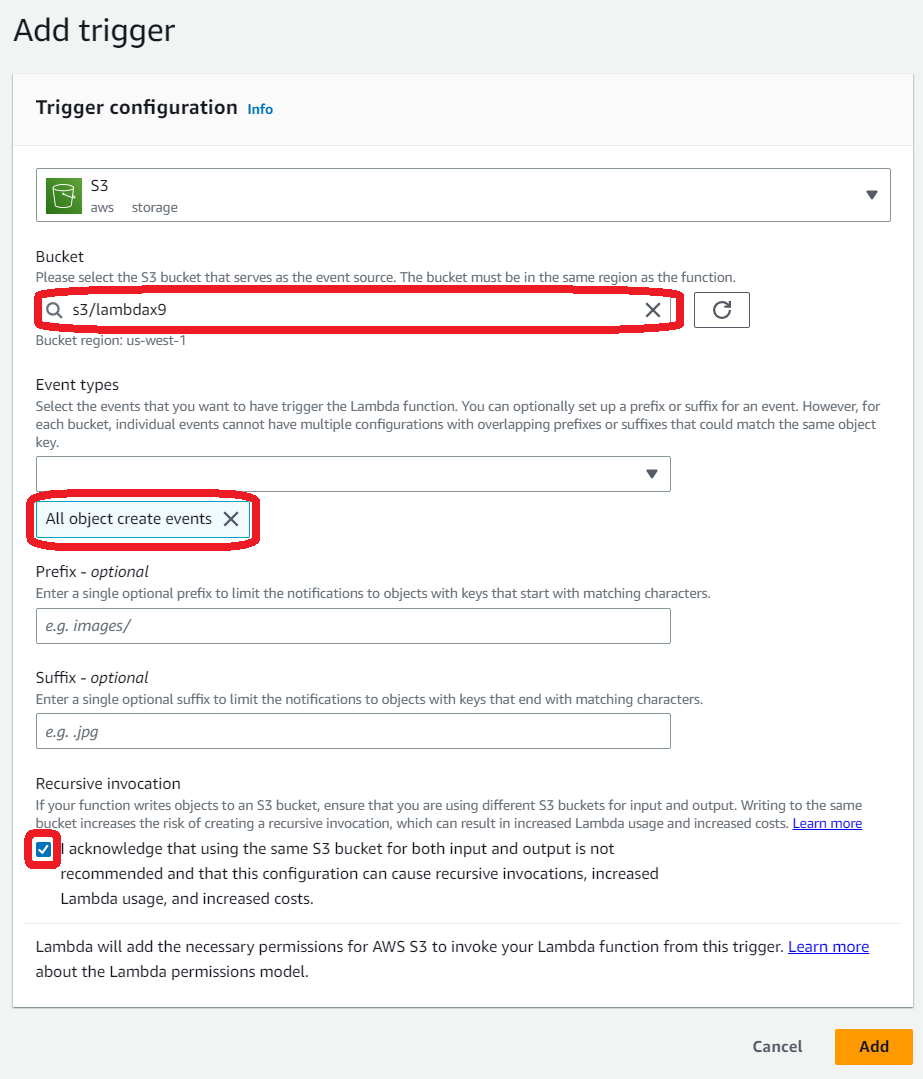 Add trigger
Trigger configuration Info
S3
aws storage
Bucket
Please select the S3 bucket that serves as the event source. The bucket must be in the same region as the function.
s3/lambdax9
Bucket region: us-west-1
Event types
Select the events that you want to have trigger the Lambda function. You can optionally set up a prefix or suffix for an event. However, for
each bucket, individual events cannot have multiple configurations with overlapping prefixes or suffixes that could match the same object
key.
All object create events
Prefix - optional
Enter a single optional prefix to limit the notifications to objects with keys that start with matching characters.
e.g. images/
Suffix - optional
Enter a single optional suffix to limit the notifications to objects with keys that end with matching characters.
e.g. .jpg
Recursive invocation
If your function writes objects to an S3 bucket, ensure that you are using different S3 buckets for input and output. Writing to the same
bucket increases the risk of creating a recursive invocation, which can result in increased Lambda usage and increased costs. Learn more
I acknowledge that using the same S3 bucket for both input and output is not
recommended and that this configuration can cause recursive invocations, increased
Lambda usage, and increased costs.
Lambda will add the necessary permissions for AWS S3 to invoke your Lambda function from this trigger. Learn more
about the Lambda permissions model.
Cancel Add